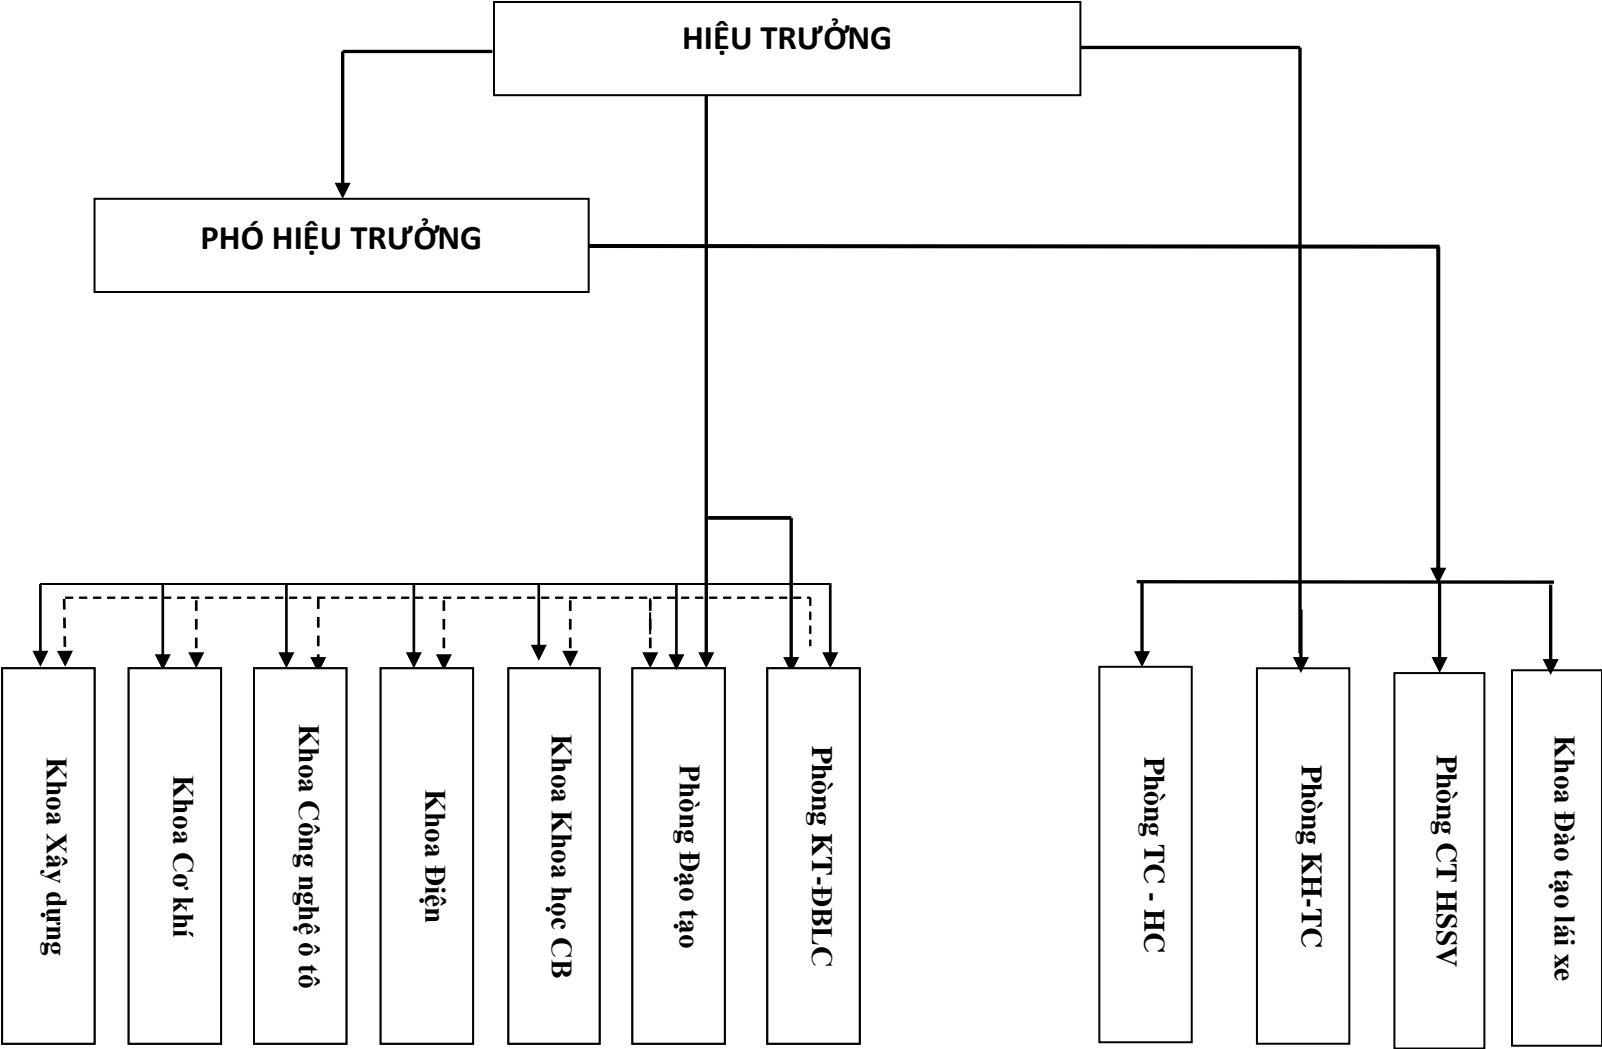 HIỆU TRƯỞNG
PHÓ HIỆU TRƯỞNG
Khoa Xây dựng
Khoa Cơ khí
Khoa Công nghệ ô tô
Khoa Điện
Khoa Khoa học CB
Phòng Đạo tạo
Phòng KT-ĐBLC
Phòng TC - HC
Phòng KH-TC
Phòng CT HSSV
Khoa Đào tạo lái xe